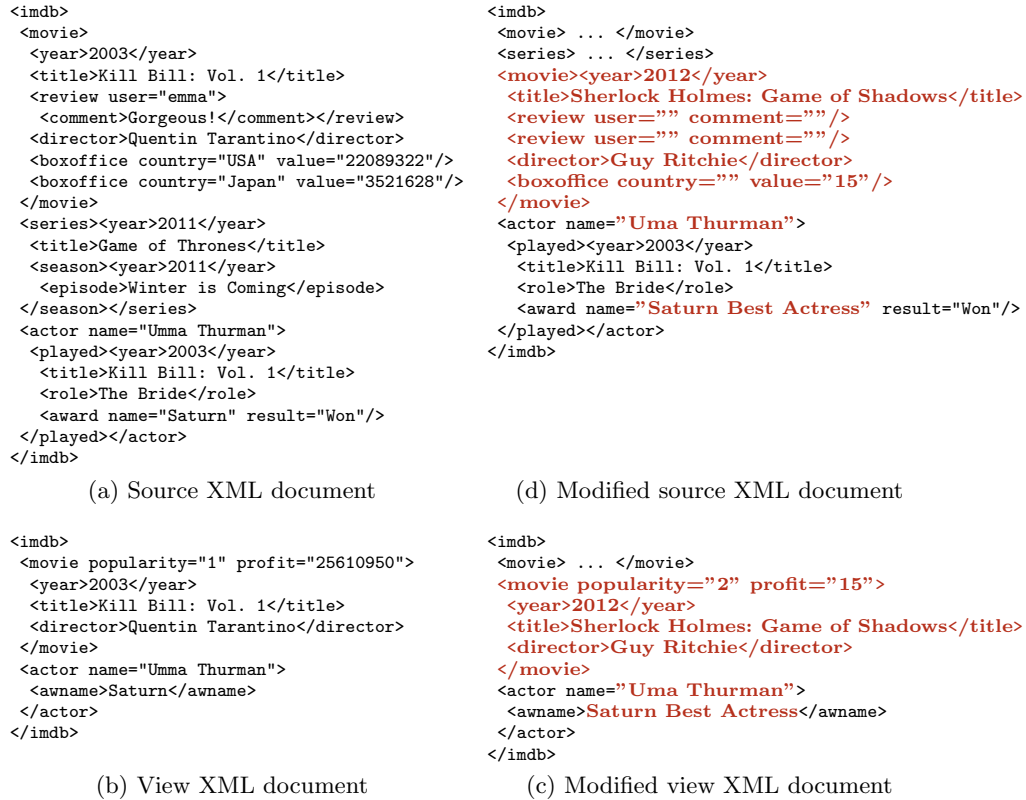 <imdb>
<movie>
<year>2003</year>
<title>Kill Bill: Vol. 1</title>
<review user="emma">
<comment>Gorgeous!</comment></review>
<director>Quentin Tarantino</director>
<boxoffice country="USA" value="22089322"/>
<boxoffice country="Japan" value="3521628"/>
</movie>
<series><year>2011</year>
<title>Game of Thrones</title>
<season><year>2011</year>
<episode>Winter is Coming</episode>
</season></series>
<actor name="Umma Thurman">
<played><year>2003</year>
<title>Kill Bill: Vol. 1</title>
<role>The Bride</role>
<award name="Saturn" result="Won"/>
</played></actor>
</imdb>
(a) Source XML document
<imdb>
<movie> ... </movie>
<series> ... </series>
<movie><year>2012</year>
<title>Sherlock Holmes: Game of Shadows</title>
<review user="" comment=""/>
<review user="" comment=""/>
<director>Guy Ritchie</director>
<boxoffice country="" value="15"/>
</movie>
<actor name="Uma Thurman">
<played><year>2003</year>
<title>Kill Bill: Vol. 1</title>
<role>The Bride</role>
<award name="Saturn Best Actress" result="Won"/>
</played></actor>
</imdb>
(d) Modified source XML document
<imdb>
<movie popularity="1" profit="25610950">
<year>2003</year>
<title>Kill Bill: Vol. 1</title>
<director>Quentin Tarantino</director>
</movie>
<actor name="Umma Thurman">
<awname>Saturn</awname>
</actor>
</imdb>
(b) View XML document
<imdb>
<movie> ... </movie>
<movie popularity="2" profit="15">
<year>2012</year>
<title>Sherlock Holmes: Game of Shadows</title>
<director>Guy Ritchie</director>
</movie>
<actor name="Uma Thurman">
<awname>Saturn Best Actress</awname>
</actor>
</imdb>
(c) Modified view XML document